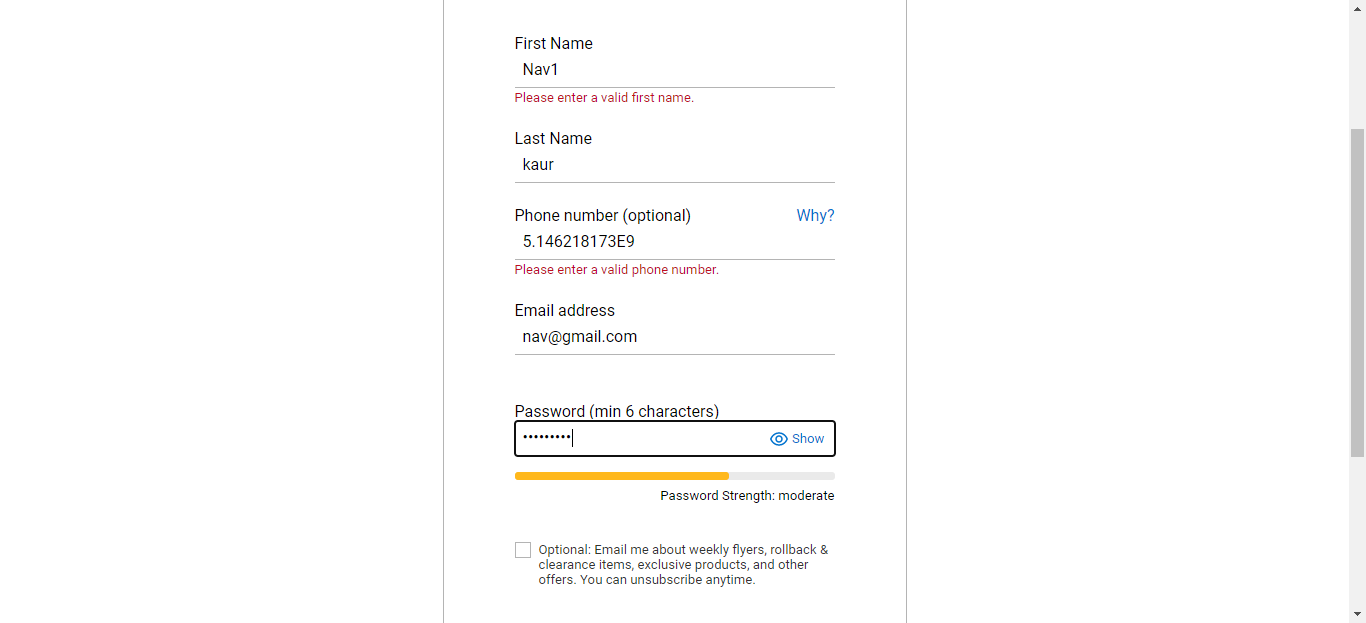 First Name
Nav1
Please enter a valid first name.
Last Name
kaur
Phone number (optional) Why?
5.146218173E9
Please enter a valid phone number.
Email address
nav@gmail.com
Password (min 6 characters)
••••••••• Show
Password Strength: moderate
Optional: Email me about weekly flyers, rollback &
clearance items, exclusive products, and other
offers. You can unsubscribe anytime.